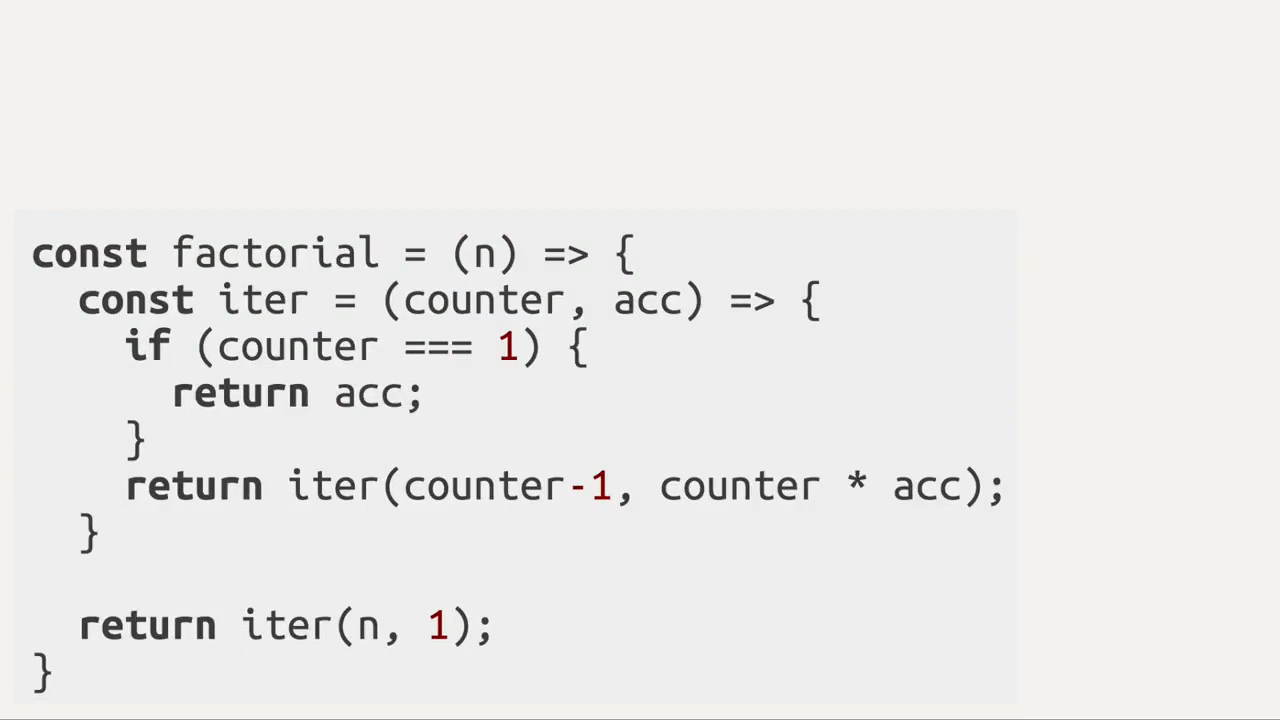 const factorial = (n) => {
  const iter = (counter, acc) => {
    if (counter === 1) {
      return acc;
    }
    return iter(counter-1, counter * acc);
  }

  return iter(n, 1);
}